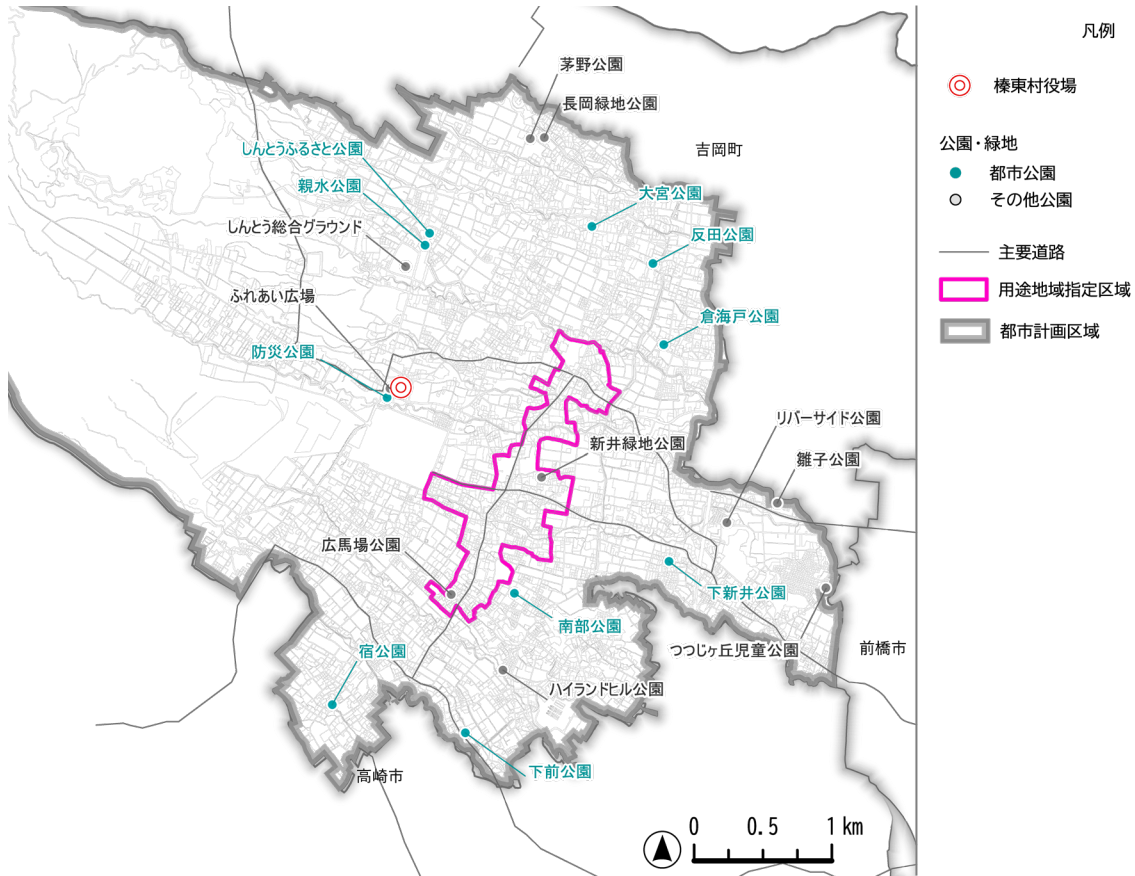 茅野公園
長岡緑地公園
吉岡町
しんとうふるさと公園
親水公園
大宮公園
しんとう総合グラウンド
反田公園
ふれあい広場
倉海戸公園
防災公園
リバーサイド公園
新井緑地公園
雛子公園
広馬場公園
下新井公園
南部公園
つつじヶ丘児童公園
前橋市
宿公園
ハイランドヒル公園
下前公園
高崎市
0 0.5 1 km
凡例
榛東村役場
公園・緑地
都市公園
その他公園
主要道路
用途地域指定区域
都市計画区域